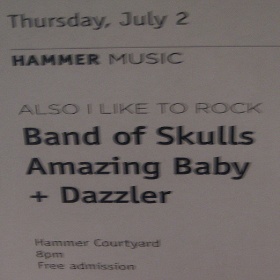 Thursday, July 2
HAMMER MUSIC
ALSO I LIKE TO ROCK
Band of Skulls
Amazing Baby
+ Dazzler
Hammer Courtyard
8pm
Free admission